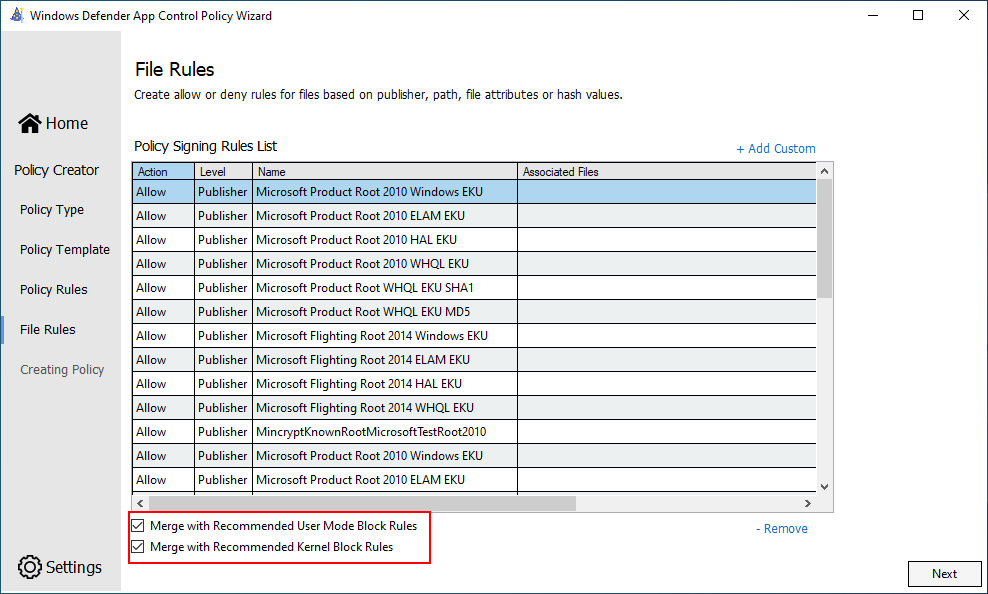 Windows Defender App Control Policy Wizard
Home
Policy Creator
Policy Type
Policy Template
Policy Rules
File Rules
Creating Policy
Settings
File Rules
Create allow or deny rules for files based on publisher, path, file attributes or hash values.
Policy Signing Rules List
+ Add Custom
Action Level Name Associated Files
Allow Publisher Microsoft Product Root 2010 Windows EKU
Allow Publisher Microsoft Product Root 2010 ELAM EKU
Allow Publisher Microsoft Product Root 2010 HAL EKU
Allow Publisher Microsoft Product Root 2010 WHQL EKU
Allow Publisher Microsoft Product Root WHQL EKU SHA1
Allow Publisher Microsoft Product Root WHQL EKU MD5
Allow Publisher Microsoft Flighting Root 2014 Windows EKU
Allow Publisher Microsoft Flighting Root 2014 ELAM EKU
Allow Publisher Microsoft Flighting Root 2014 HAL EKU
Allow Publisher Microsoft Flighting Root 2014 WHQL EKU
Allow Publisher MincryptKnownRootMicrosoftTestRoot2010
Allow Publisher Microsoft Product Root 2010 Windows EKU
Allow Publisher Microsoft Product Root 2010 ELAM EKU
Merge with Recommended User Mode Block Rules
- Remove
Merge with Recommended Kernel Block Rules
Next